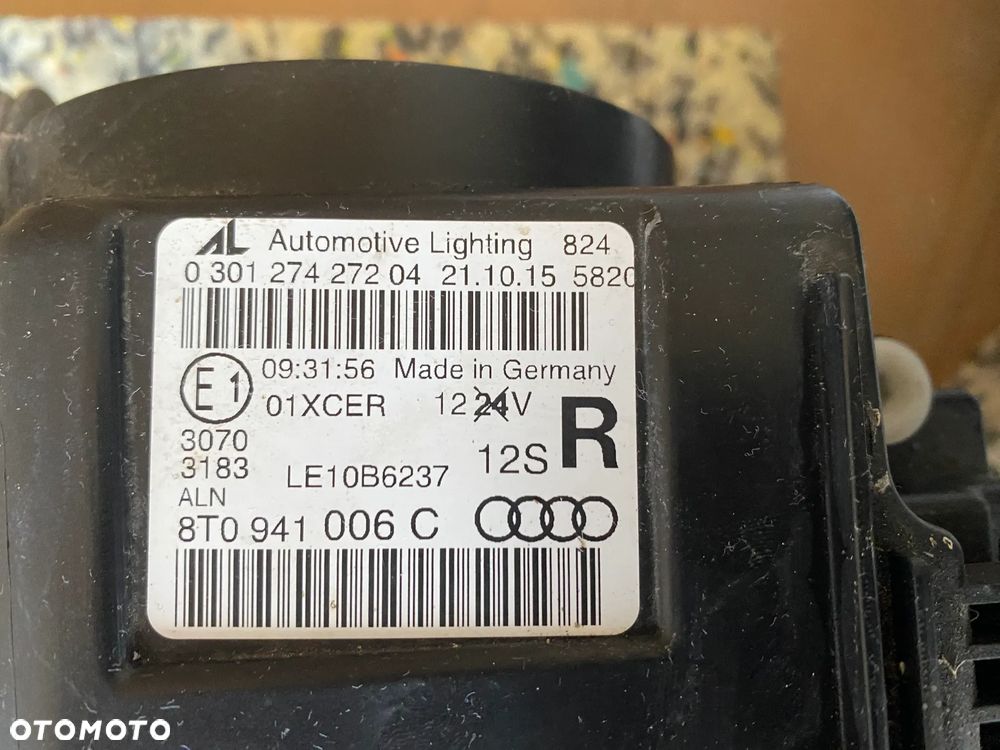 AL Automotive Lighting 824
0 301 274 272 04 21.10.15 5820
E1 09:31:56 Made in Germany
01XCER 12 24V R
3070
3183 LE10B6237 12S
ALN
8T0 941 006 C
OTOMOTO